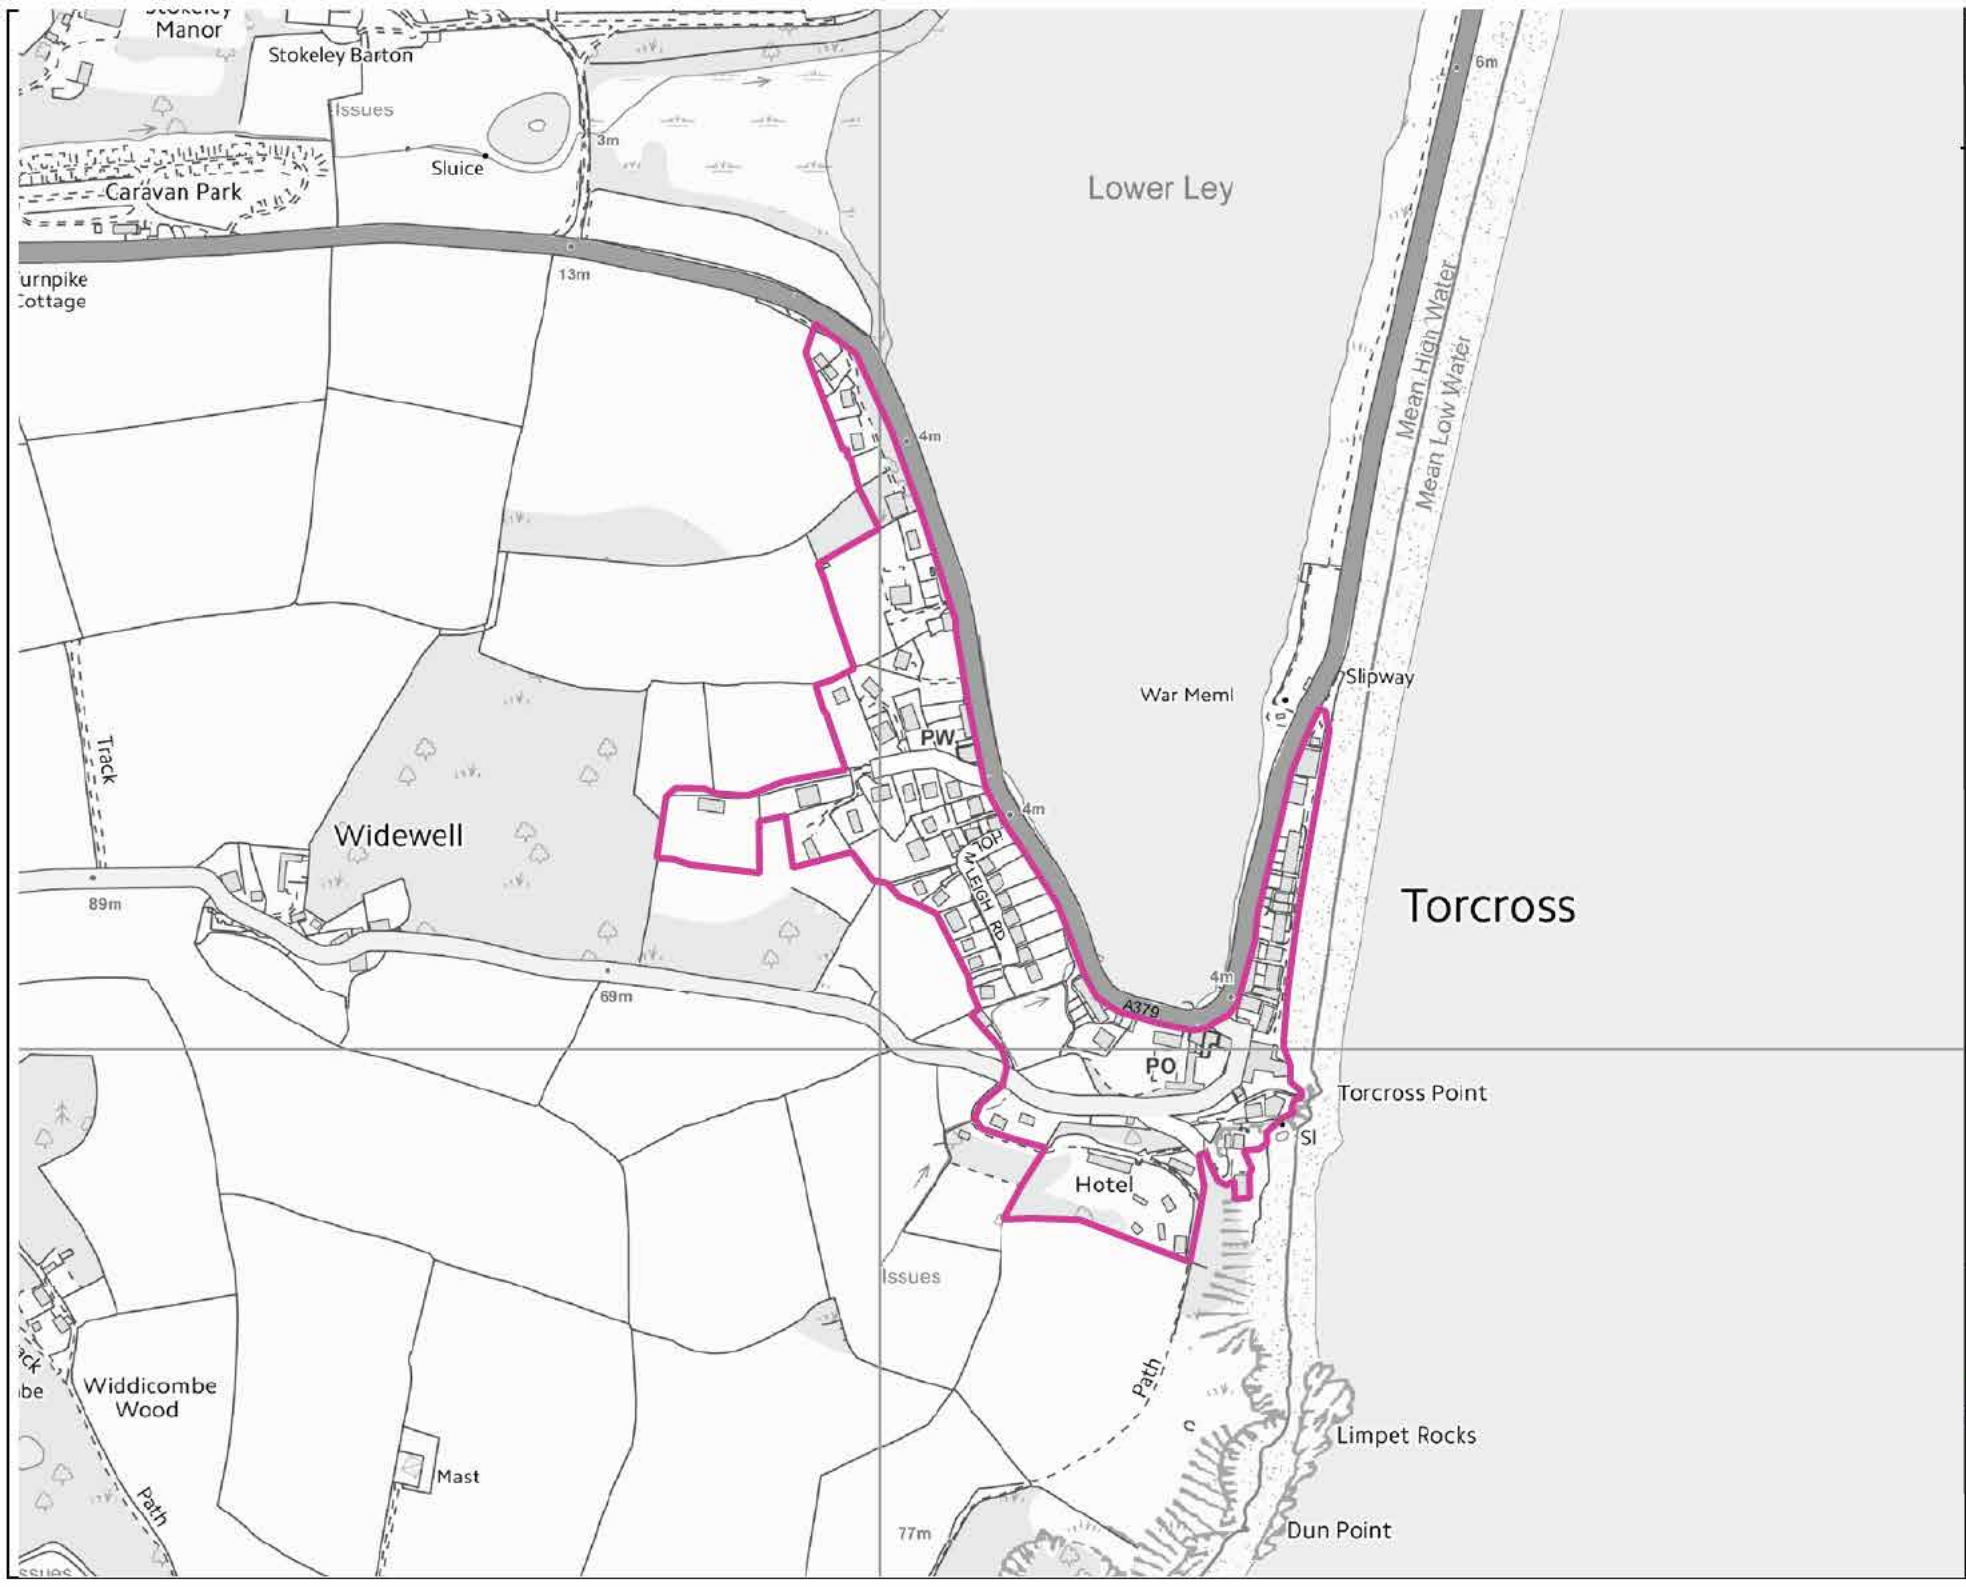 Manor
Stokeley Barton
6m
Issues
3m
Sluice
Caravan Park
Lower Ley
13m
Cottage
Mean High Water
Mean Low Water
4m
Slipway
War Meml
PW
Track
4m
Widewell
TOP
LEIGH RD
89m
Torcross
4m
69m
A379
PO
Torcross Point
Sl
Hotel
Issues
Path
Widdicombe
Wood
Limpet Rocks
Mast
Path
77m
Dun Point